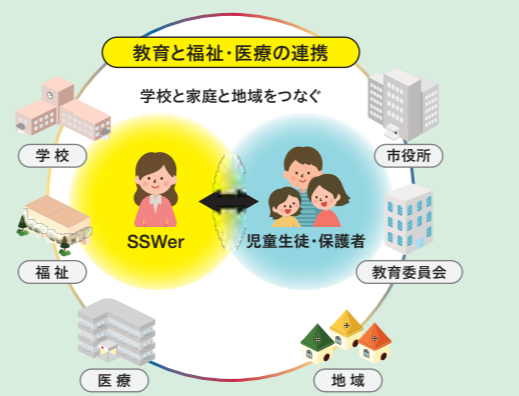 教育と福祉・医療の連携
学校と家庭と地域をつなぐ
学校
市役所
SSWer
児童生徒・保護者
福祉
教育委員会
医療
地域